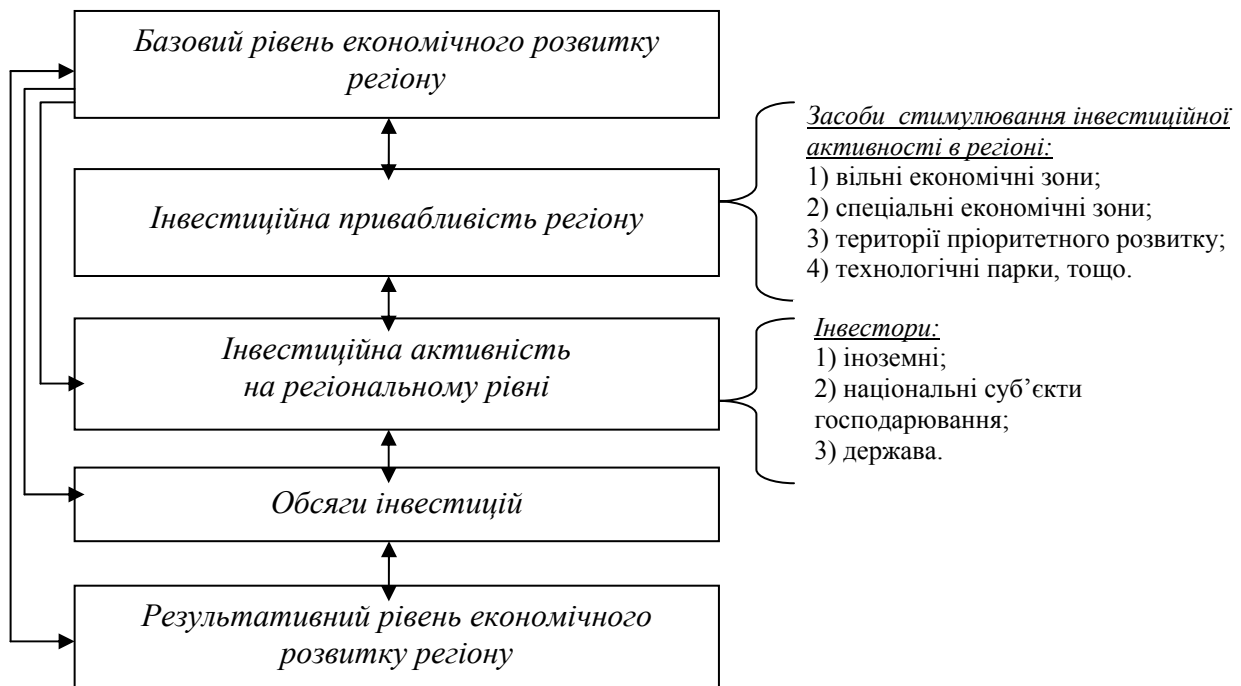 Базовий рівень економічного розвитку
регіону
Інвестиційна привабливість регіону
Засоби стимулювання інвестиційної
активності в регіоні:
1) вільні економічні зони;
2) спеціальні економічні зони;
3) території пріоритетного розвитку;
4) технологічні парки, тощо.
Інвестиційна активність
на регіональному рівні
Інвестори:
1) іноземні;
2) національні суб’єкти
господарювання;
3) держава.
Обсяги інвестицій
Результативний рівень економічного
розвитку регіону